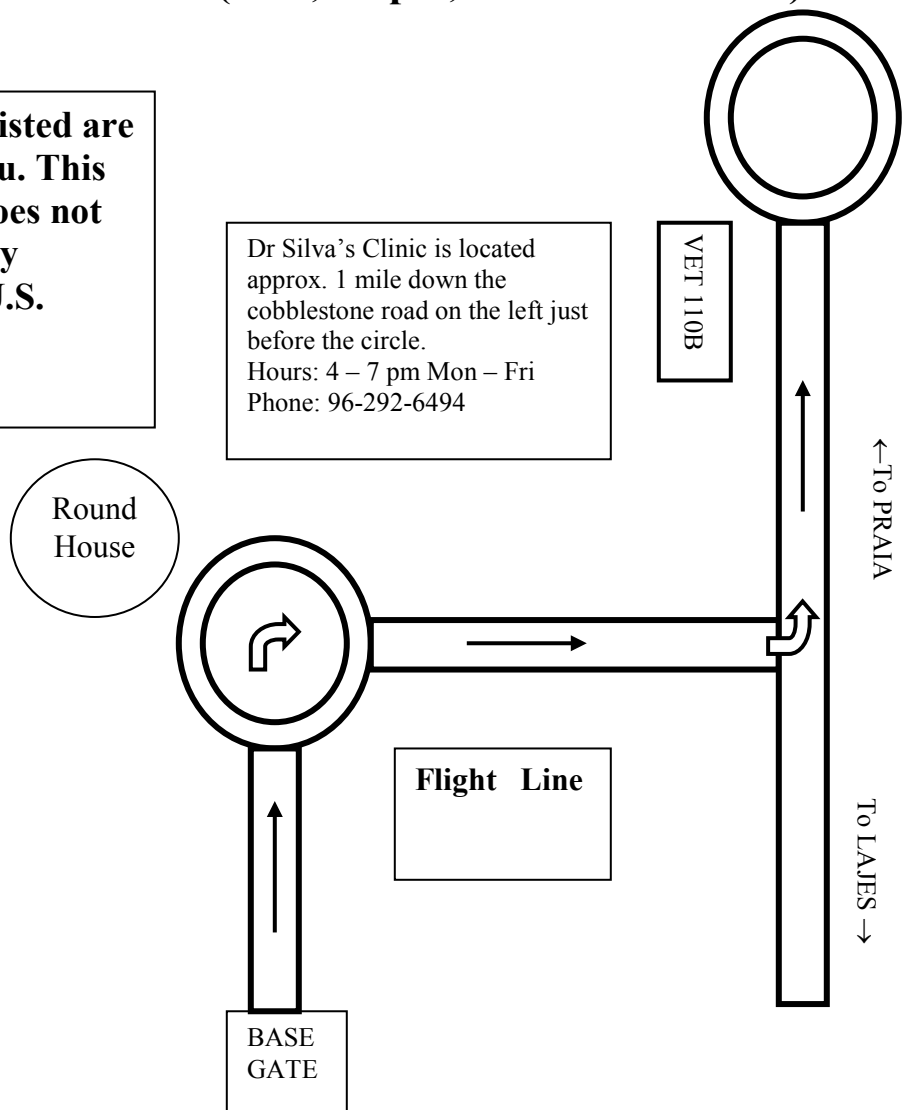 isted are
u. This
oes not
y
U.S.
Dr Silva’s Clinic is located
approx. 1 mile down the
cobblestone road on the left just
before the circle.
Hours: 4 – 7 pm Mon – Fri
Phone: 96-292-6494
VET 110B
←To PRAIA
Round
House
Flight Line
To LAJES →
BASE
GATE